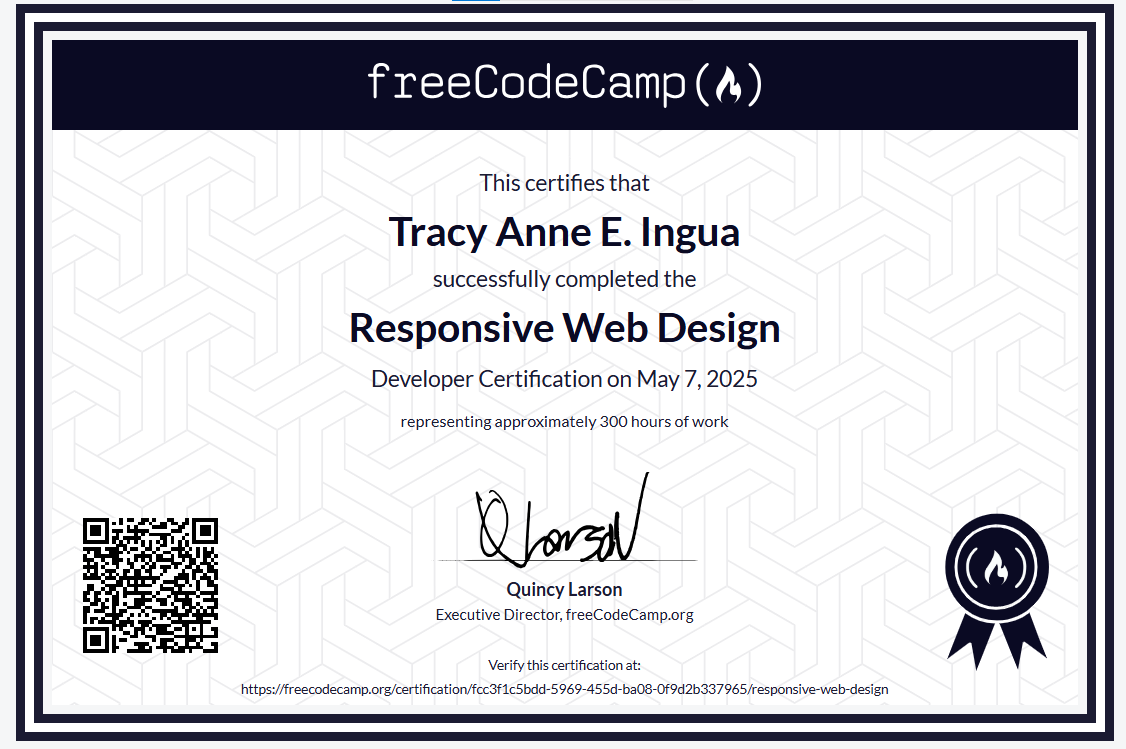 freeCodeCamp
This certifies that
Tracy Anne E. Ingua
successfully completed the
Responsive Web Design
Developer Certification on May 7, 2025
representing approximately 300 hours of work
Q Larson
Quincy Larson
Executive Director, freeCodeCamp.org
Verify this certification at:
https://freecodecamp.org/certification/fcc3f1c5bdd-5969-455d-ba08-0f9d2b337965/responsive-web-design